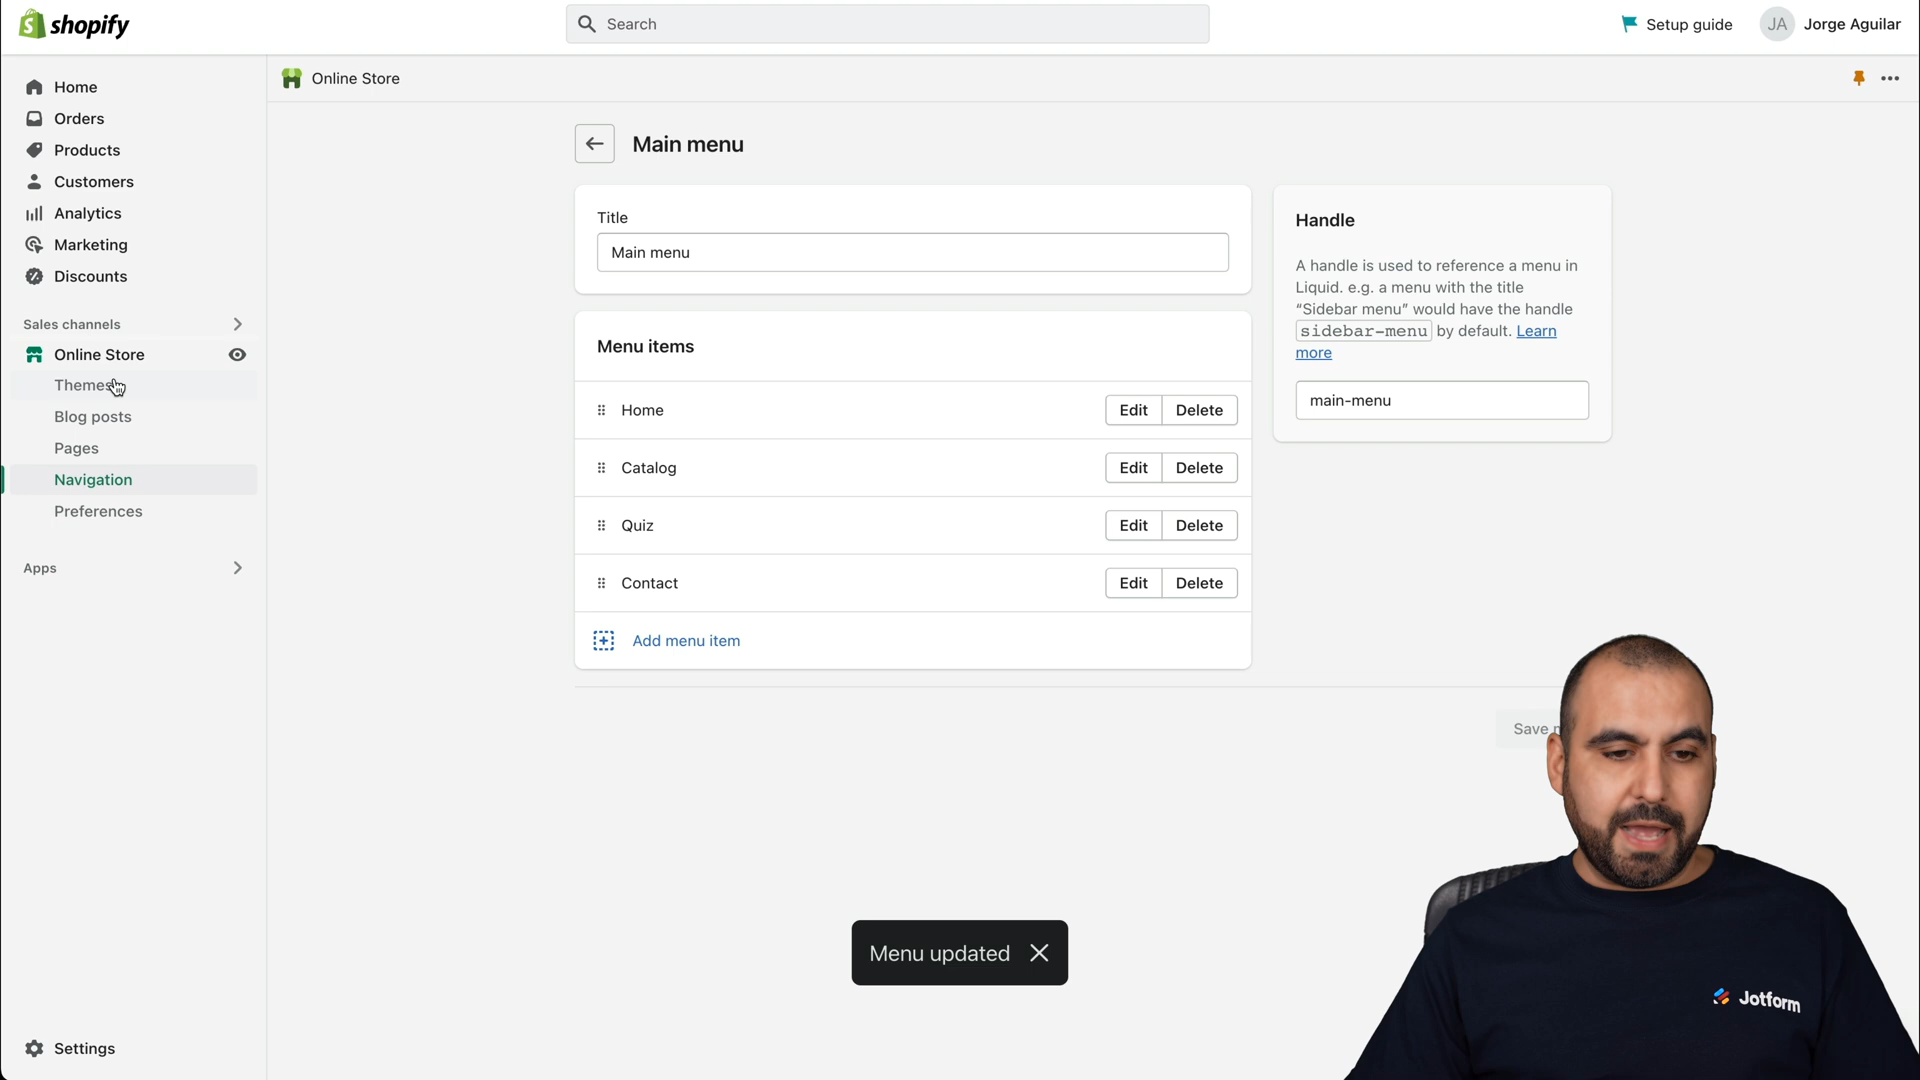 shopify
Search
Setup guide
JA
Jorge Aguilar
Home
Orders
Products
Customers
Analytics
Marketing
Discounts
Sales channels
Online Store
Themes
Blog posts
Pages
Navigation
Preferences
Apps
Settings
Online Store
Main menu
Title
Main menu
Menu items
Home
Edit
Delete
Catalog
Edit
Delete
Quiz
Edit
Delete
Contact
Edit
Delete
Add menu item
Handle
A handle is used to reference a menu in
Liquid. e.g. a menu with the title
“Sidebar menu” would have the handle
sidebar-menu by default. Learn
more
main-menu
Save
Menu updated
Jotform